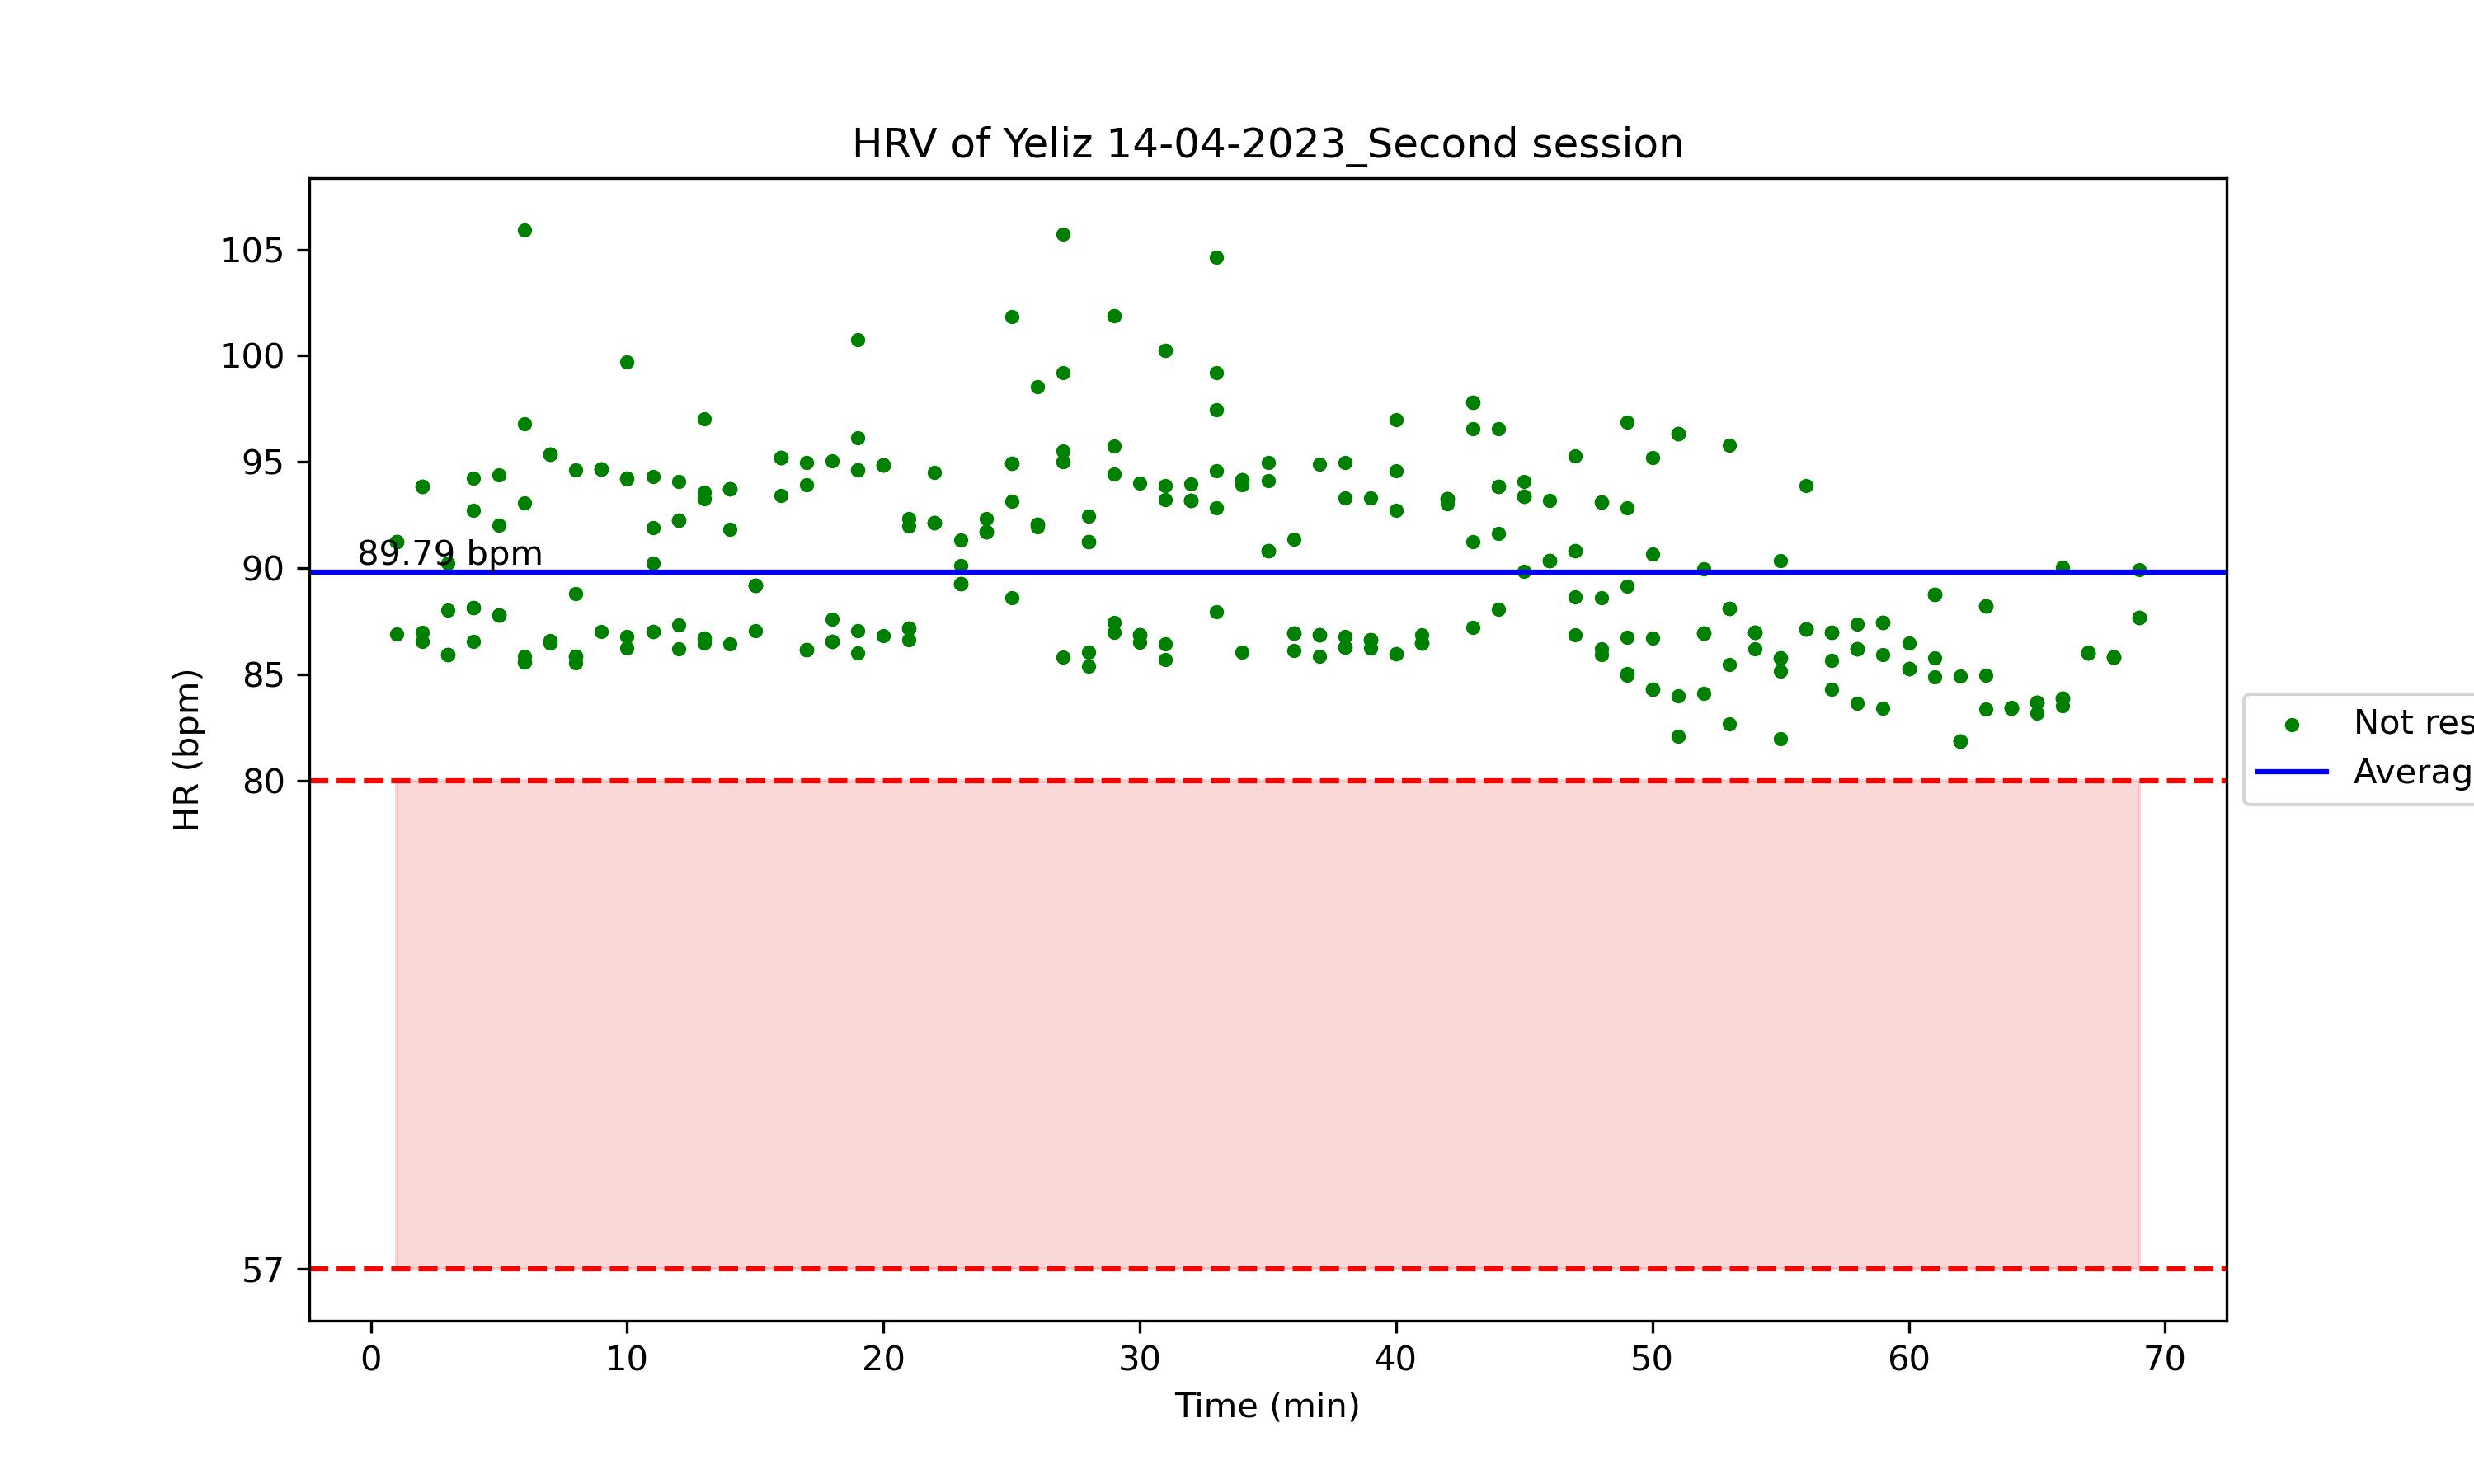 HRV of Yeliz 14-04-2023_Second session
105
100
95
90
85
80
57
89.79 bpm
HR (bpm)
0 10 20 30 40 50 60 70
Time (min)
Not res
Averag